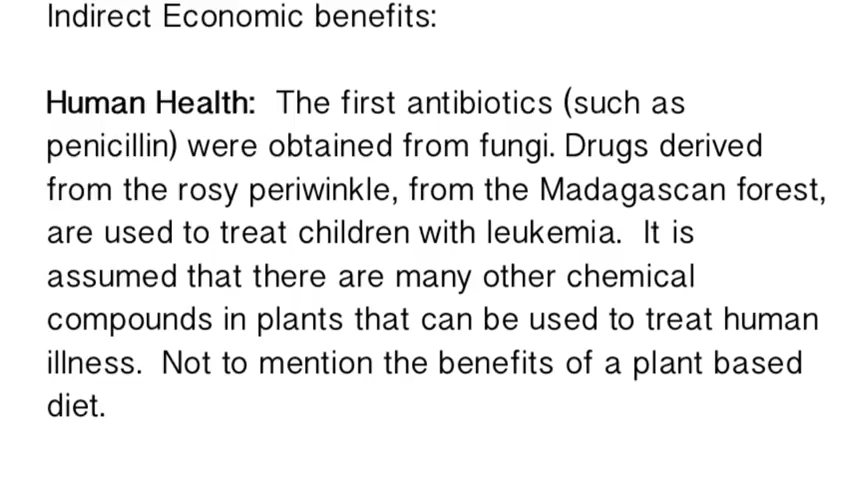 Indirect Economic benefits:
Human Health:  The first antibiotics (such as
penicillin) were obtained from fungi. Drugs derived
from the rosy periwinkle, from the Madagascan forest,
are used to treat children with leukemia.  It is
assumed that there are many other chemical
compounds in plants that can be used to treat human
illness.  Not to mention the benefits of a plant based
diet.